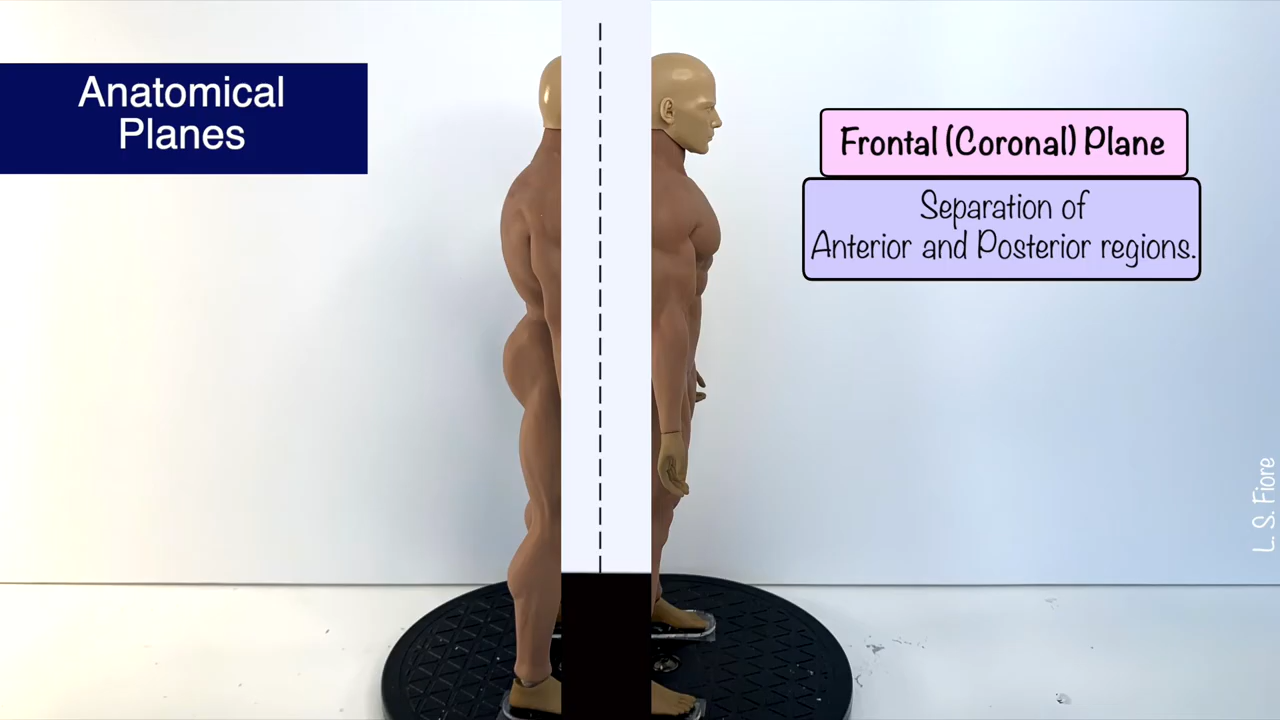 Anatomical
Planes
Frontal (Coronal) Plane
Separation of
Anterior and Posterior regions.
L. S. Fiore